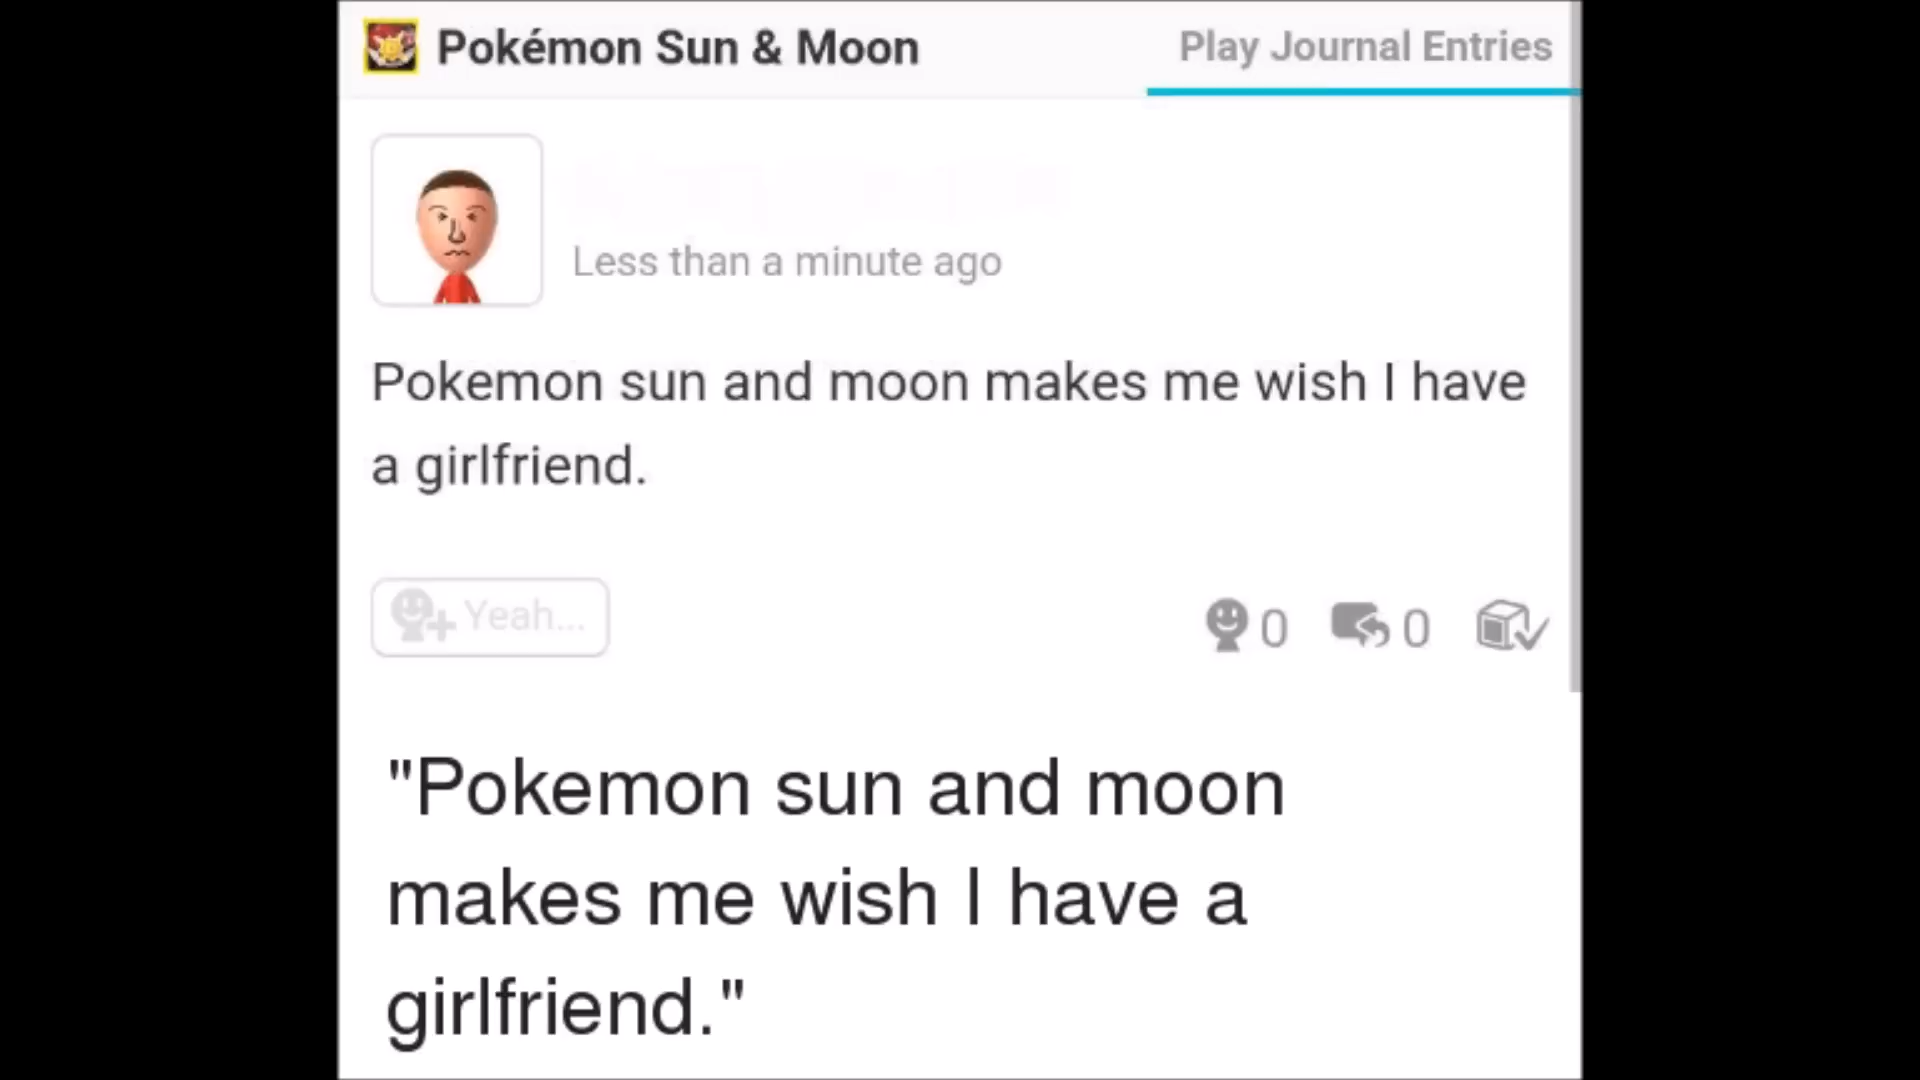 Pokémon Sun & Moon
Play Journal Entries
Less than a minute ago
Pokemon sun and moon makes me wish I have
a girlfriend.
Yeah...
0
0
"Pokemon sun and moon
makes me wish I have a
girlfriend."